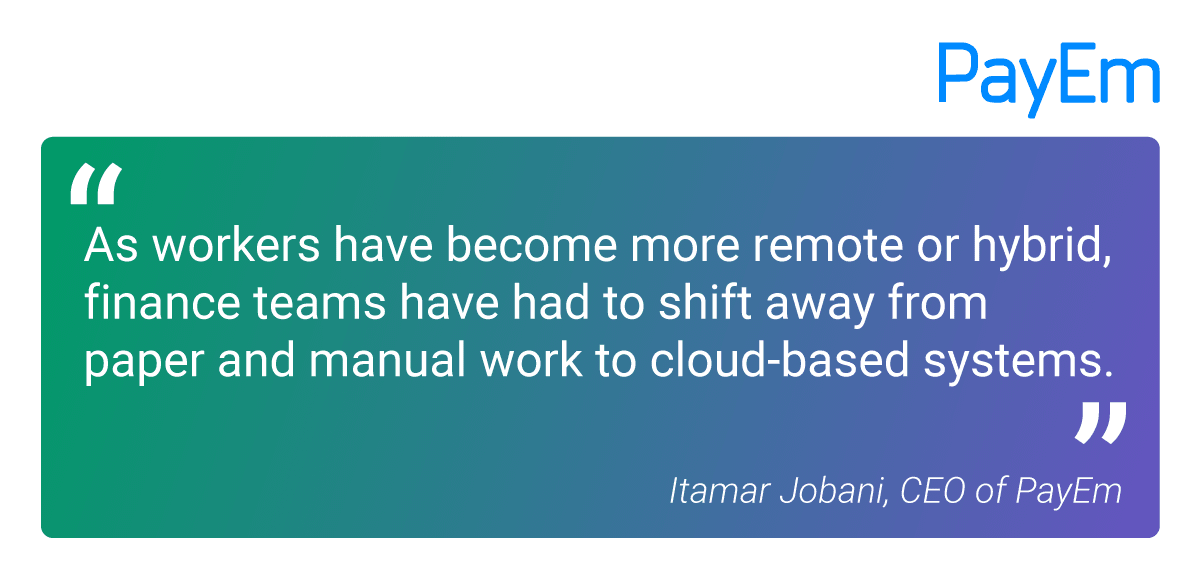 PayEm
“
As workers have become more remote or hybrid,
finance teams have had to shift away from
paper and manual work to cloud-based systems.
”
Itamar Jobani, CEO of PayEm